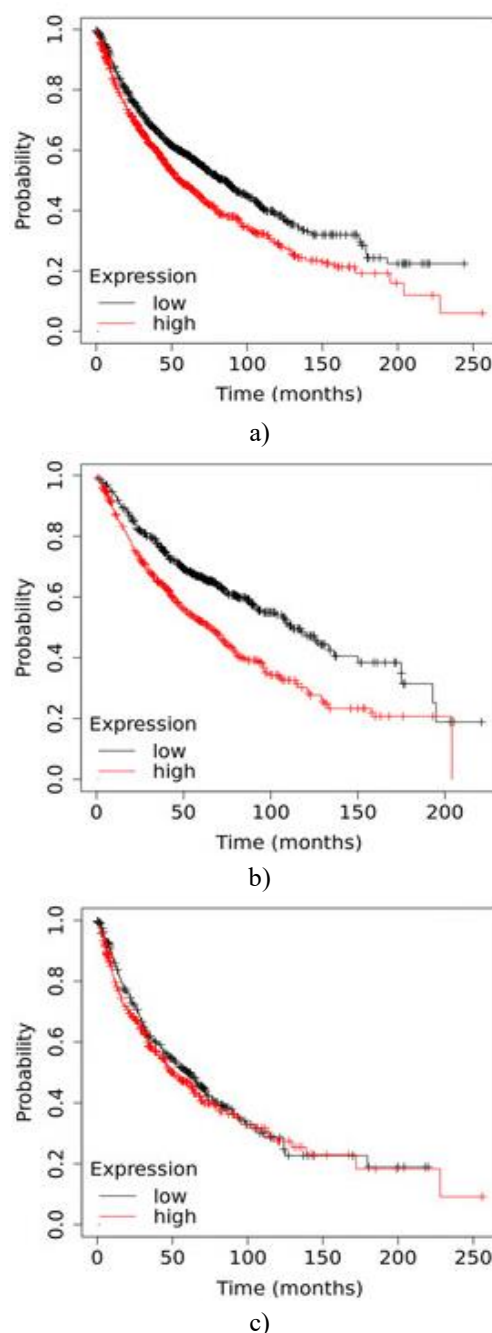 1.0
0.8
0.6
0.4
0.2
0.0
Probability
Expression
low
high
0 50 100 150 200 250
Time (months)
a)
1.0
0.8
0.6
0.4
0.2
0.0
Probability
Expression
low
high
0 50 100 150 200
Time (months)
b)
1.0
0.8
0.6
0.4
0.2
0.0
Probability
Expression
low
high
0 50 100 150 200 250
Time (months)
c)